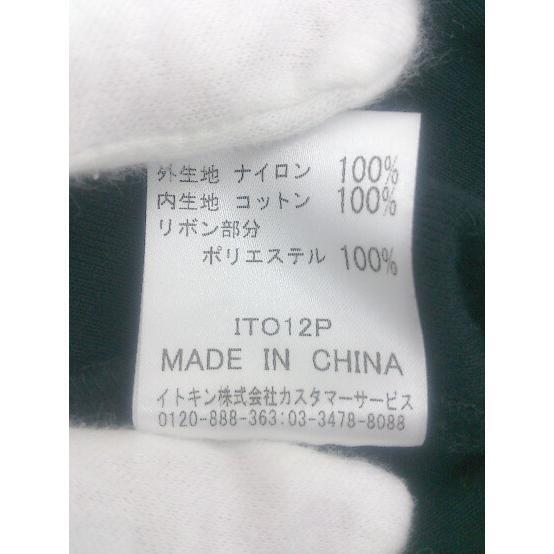 外生地 ナイロン 100%
内生地 コットン 100%
リボン部分
ポリエステル 100%
ITO12P
MADE IN CHINA
イトキン株式会社カスタマーサービス
0120-888-363:03-3478-8088